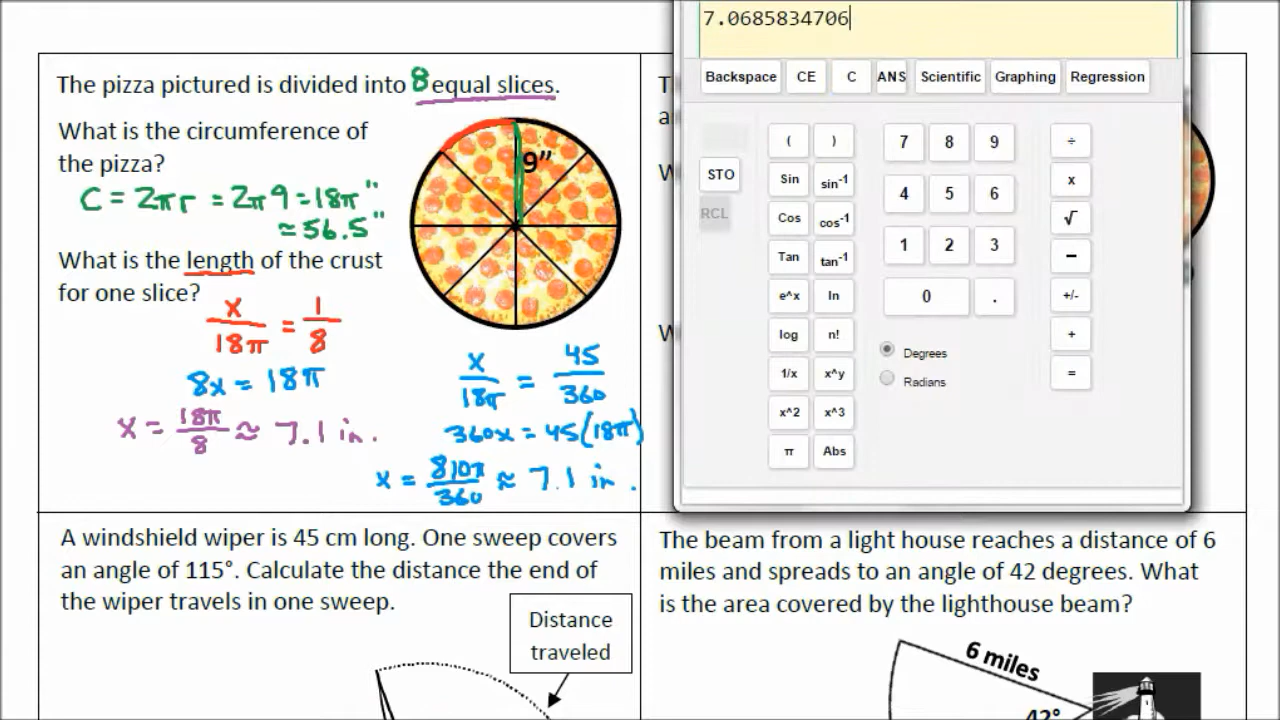 The pizza pictured is divided into 8 equal slices.
What is the circumference of
the pizza?
C = 2πr = 2π9 = 18π"
≈ 56.5"
What is the length of the crust
for one slice?
x/18π = 1/8
8x = 18π
x = 18π/8 ≈ 7.1 in.
9"
x/18π = 45/360
360x = 45(18π)
x = 810π/360 ≈ 7.1 in.
7.0685834706
Backspace CE C ANS Scientific Graphing Regression
( ) 7 8 9 ÷
STO Sin sin⁻¹ 4 5 6 x
RCL Cos cos⁻¹ 1 2 3 √
Tan tan⁻¹ −
e^x ln 0 . +/-
log n! Degrees +
1/x x^y Radians =
x^2 x^3
π Abs
A windshield wiper is 45 cm long. One sweep covers
an angle of 115°. Calculate the distance the end of
the wiper travels in one sweep.
Distance
traveled
The beam from a light house reaches a distance of 6
miles and spreads to an angle of 42 degrees. What
is the area covered by the lighthouse beam?
6 miles
42°